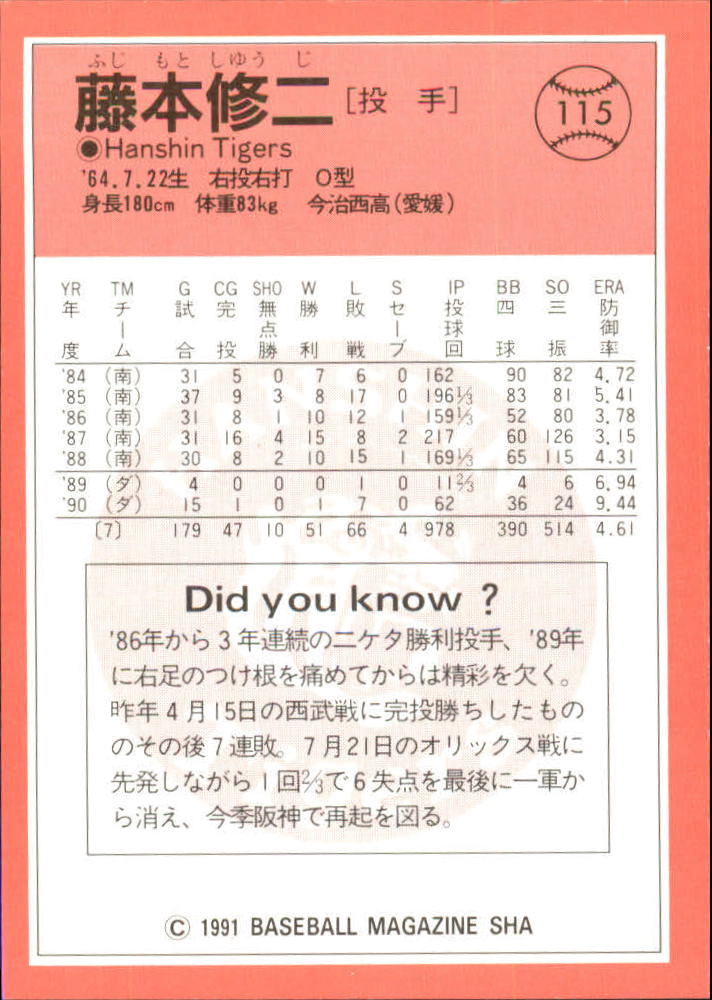 ふじ もと しゆう じ
藤本修二 [投 手]
115
●Hanshin Tigers
'64.7.22生 右投右打 O型
身長180cm 体重83kg 今治西高(愛媛)
YR TM G CG SHO W L S IP BB SO ERA
年度 チーム 試合 完投 無点勝 勝利 敗戦 セーブ 投球回 四球 三振 防御率
'84 (南) 31 5 0 7 6 0 162 90 82 4.72
'85 (南) 37 9 3 8 17 0 196⅓ 83 81 5.41
'86 (南) 31 8 1 10 12 1 159⅓ 52 80 3.78
'87 (南) 31 16 4 15 8 2 217 60 126 3.15
'88 (南) 30 8 2 10 15 1 169⅓ 65 115 4.31
'89 (ダ) 4 0 0 0 1 0 11⅔ 4 6 6.94
'90 (ダ) 15 1 0 1 7 0 62 36 24 9.44
〔7〕 179 47 10 51 66 4 978 390 514 4.61
Did you know ?
'86年から3年連続の二ケタ勝利投手、'89年
に右足のつけ根を痛めてからは精彩を欠く。
昨年4月15日の西武戦に完投勝ちしたもの
のその後7連敗。7月21日のオリックス戦に
先発しながら1回⅔で6失点を最後に一軍か
ら消え、今季阪神で再起を図る。
© 1991 BASEBALL MAGAZINE SHA